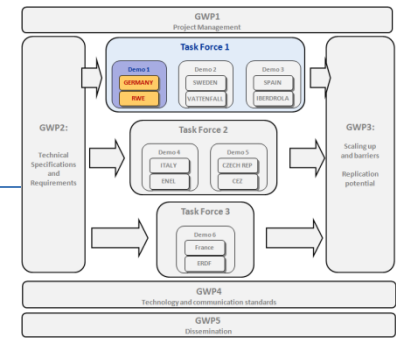 GWP1
Project Management
Task Force 1
Demo 1
GERMANY
RWE
Demo 2
SWEDEN
VATTENFALL
Demo 3
SPAIN
IBERDROLA
GWP2:
Technical
Specifications
and
Requirements
Task Force 2
Demo 4
ITALY
ENEL
Demo 5
CZECH REP
CEZ
GWP3:
Scaling up
and barriers
Replication
potential
Task Force 3
Demo 6
France
ERDF
GWP4
Technology and communication standards
GWP5
Dissemination